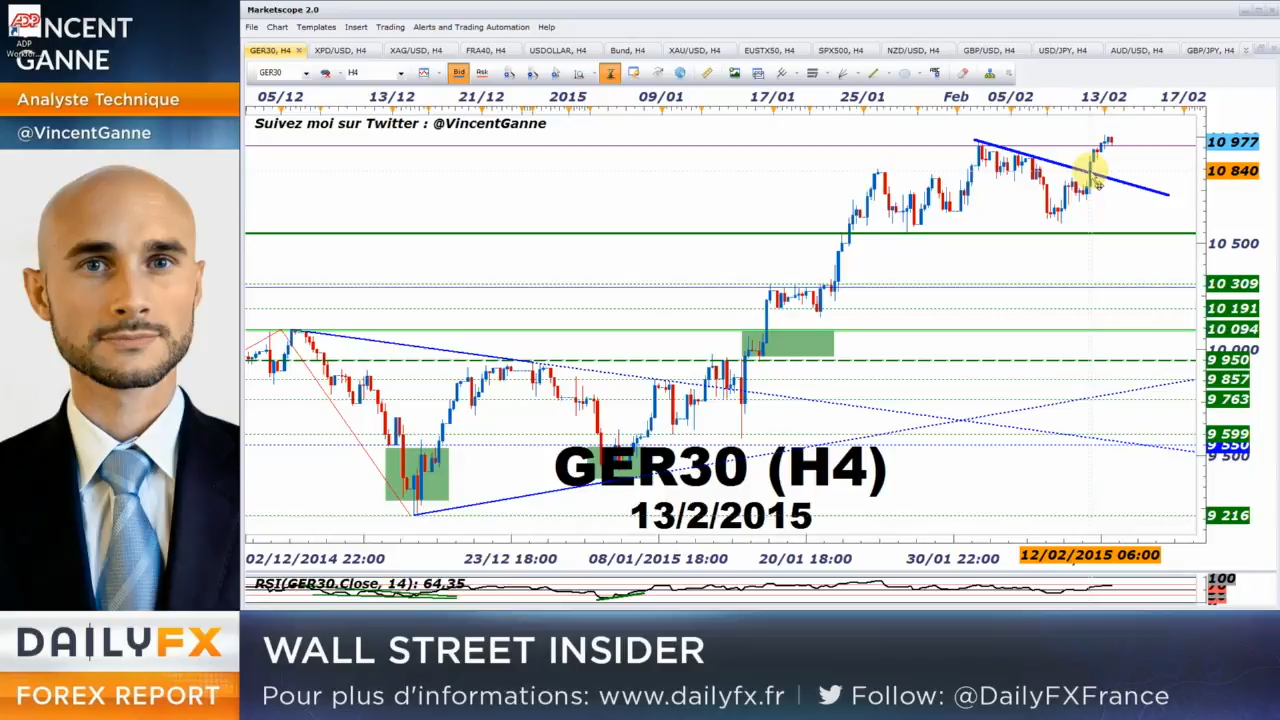 ADP
ADP
VINCENT
GANNE
Analyste Technique
@VincentGanne
Marketscope 2.0
File Chart Templates Insert Trading Alerts and Trading Automation Help
GER30, H4 XPD/USD, H4 XAG/USD, H4 FRA40, H4 USDOLLAR, H4 Bund, H4 XAU/USD, H4 EUSTX50, H4 SPX500, H4 NZD/USD, H4 GBP/USD, H4 USD/JPY, H4 AUD/USD, H4 GBP/JPY, H4
GER30 H4 Bid Rsk
05/12 13/12 21/12 2015 09/01 17/01 25/01 Feb 05/02 13/02 17/02
Suivez moi sur Twitter : @VincentGanne
10 977
10 840
10 500
10 309
10 191
10 094
10 000
9 950
9 857
9 763
9 599
9 550
9 500
9 216
GER30 (H4)
13/2/2015
02/12/2014 22:00 23/12 18:00 08/01 18:00 20/01 18:00 30/01 22:00 12/02/2015 06:00
RSI(GER30.Close, 14): 64,35
100
DAILYFX
FOREX REPORT
WALL STREET INSIDER
Pour plus d'informations: www.dailyfx.fr | Follow: @DailyFXFrance